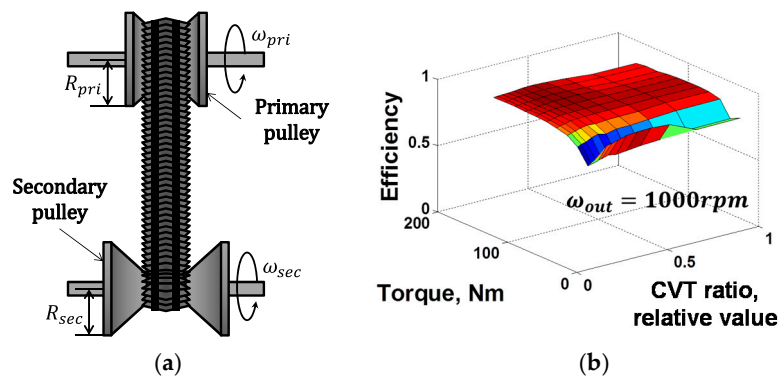 (a)
ω_pri
R_pri
Primary
pulley
Secondary
pulley
ω_sec
R_sec
(b)
Efficiency
1
0.5
0
200
100
0
Torque, Nm
ω_out = 1000rpm
0
0.5
1
CVT ratio,
relative value